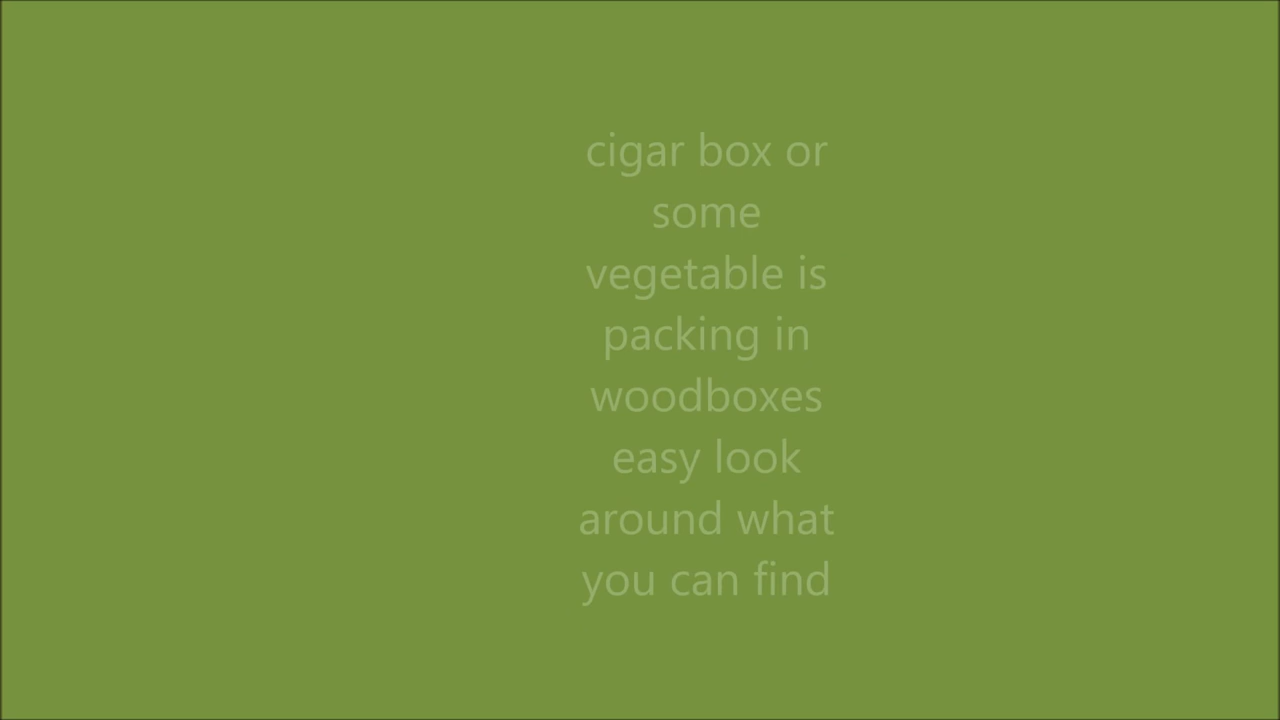 cigar box or
some
vegetable is
packing in
woodboxes
easy look
around what
you can find